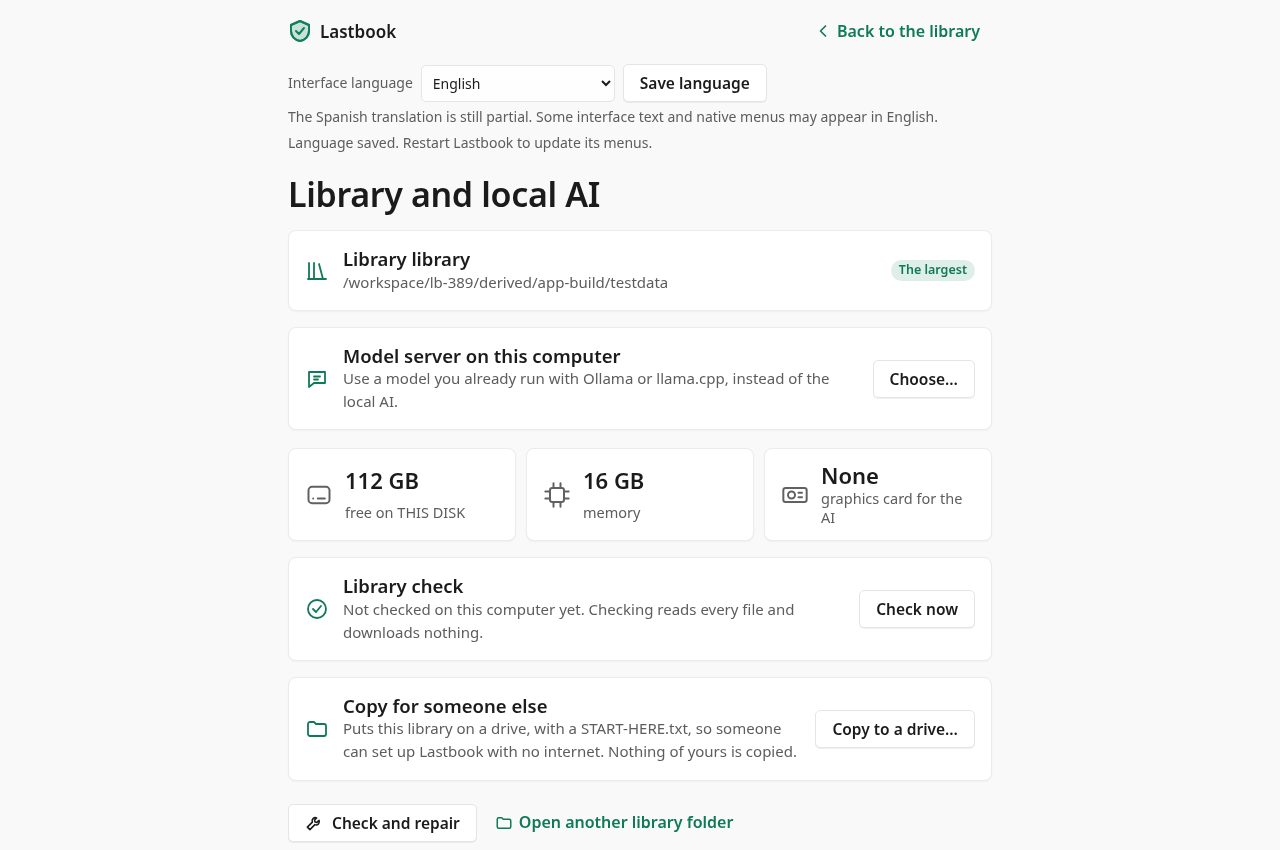 Lastbook
Back to the library
Interface language
English
Save language
The Spanish translation is still partial. Some interface text and native menus may appear in English.
Language saved. Restart Lastbook to update its menus.
Library and local AI
Library library
/workspace/lb-389/derived/app-build/testdata
The largest
Model server on this computer
Use a model you already run with Ollama or llama.cpp, instead of the
local AI.
Choose...
112 GB
free on THIS DISK
16 GB
memory
None
graphics card for the
AI
Library check
Not checked on this computer yet. Checking reads every file and
downloads nothing.
Check now
Copy for someone else
Puts this library on a drive, with a START-HERE.txt, so someone
can set up Lastbook with no internet. Nothing of yours is copied.
Copy to a drive...
Check and repair
Open another library folder